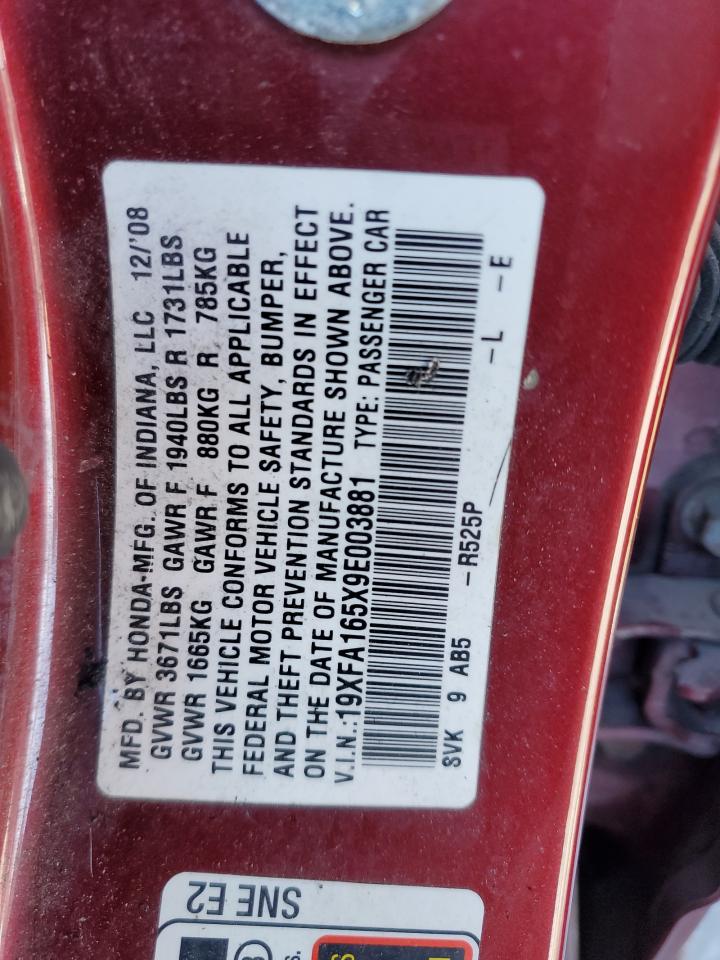 MFD. BY HONDA-MFG. OF INDIANA, LLC 12/'08
GVWR 3671LBS GAWR F 1940LBS R 1731LBS
GVWR 1665KG GAWR F 880KG R 785KG
THIS VEHICLE CONFORMS TO ALL APPLICABLE
FEDERAL MOTOR VEHICLE SAFETY, BUMPER,
AND THEFT PREVENTION STANDARDS IN EFFECT
ON THE DATE OF MANUFACTURE SHOWN ABOVE.
V.I.N.:19XFA165X9E003881 TYPE: PASSENGER CAR
SVK 9 AB5 -R525P -L -E
SNE E2